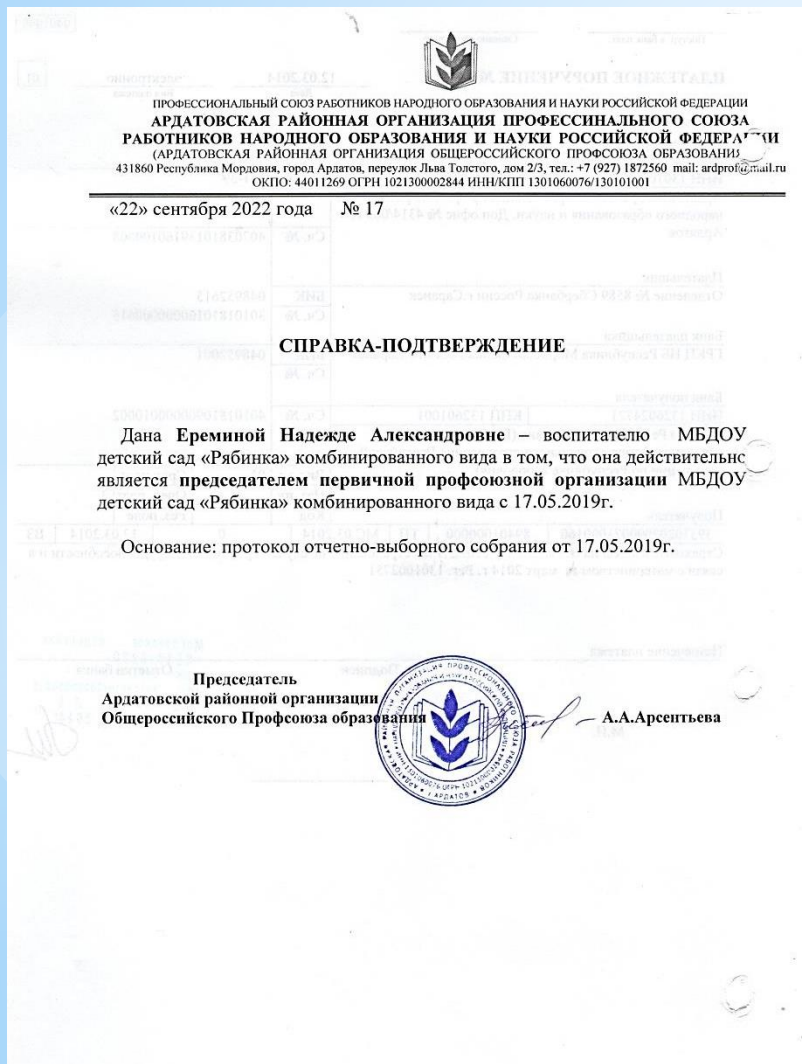 ПРОФЕССИОНАЛЬНЫЙ СОЮЗ РАБОТНИКОВ НАРОДНОГО ОБРАЗОВАНИЯ И НАУКИ РОССИЙСКОЙ ФЕДЕРАЦИИ
АРДАТОВСКАЯ РАЙОННАЯ ОРГАНИЗАЦИЯ ПРОФЕССИНАЛЬНОГО СОЮЗА
РАБОТНИКОВ НАРОДНОГО ОБРАЗОВАНИЯ И НАУКИ РОССИЙСКОЙ ФЕДЕРАЦИИ
(АРДАТОВСКАЯ РАЙОННАЯ ОРГАНИЗАЦИЯ ОБЩЕРОССИЙСКОГО ПРОФСОЮЗА ОБРАЗОВАНИЯ
431860 Республика Мордовия, город Ардатов, переулок Льва Толстого, дом 2/3, тел.: +7 (927) 1872560 mail: ardprof@mail.ru
ОКПО: 44011269 ОГРН 1021300002844 ИНН/КПП 1301060076/130101001
«22» сентября 2022 года № 17
СПРАВКА-ПОДТВЕРЖДЕНИЕ
Дана Ереминой Надежде Александровне – воспитателю МБДОУ
детский сад «Рябинка» комбинированного вида в том, что она действительно
является председателем первичной профсоюзной организации МБДОУ
детский сад «Рябинка» комбинированного вида с 17.05.2019г.
Основание: протокол отчетно-выборного собрания от 17.05.2019г.
Председатель
Ардатовской районной организации
Общероссийского Профсоюза образования
А.А.Арсентьева